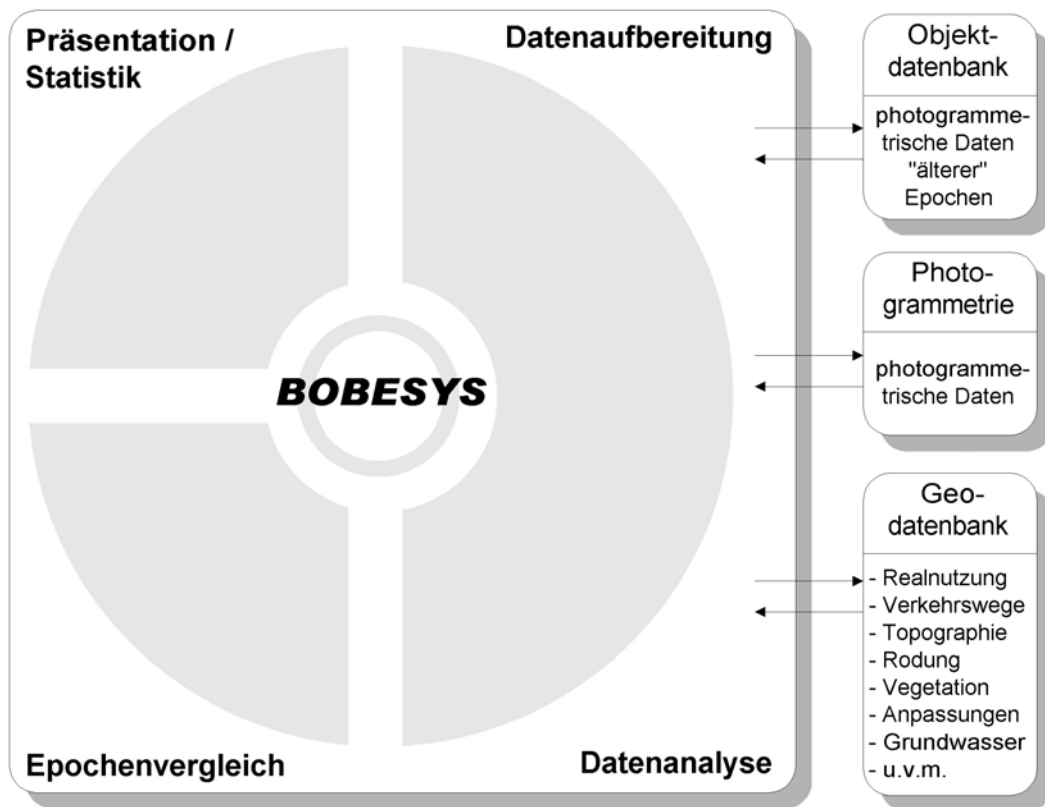 Präsentation /
Statistik
Datenaufbereitung
BOBESYS
Epochenvergleich
Datenanalyse
Objekt-
datenbank
photogramme-
trische Daten
"älterer"
Epochen
Photo-
grammetrie
photogramme-
trische Daten
Geo-
datenbank
- Realnutzung
- Verkehrswege
- Topographie
- Rodung
- Vegetation
- Anpassungen
- Grundwasser
- u.v.m.